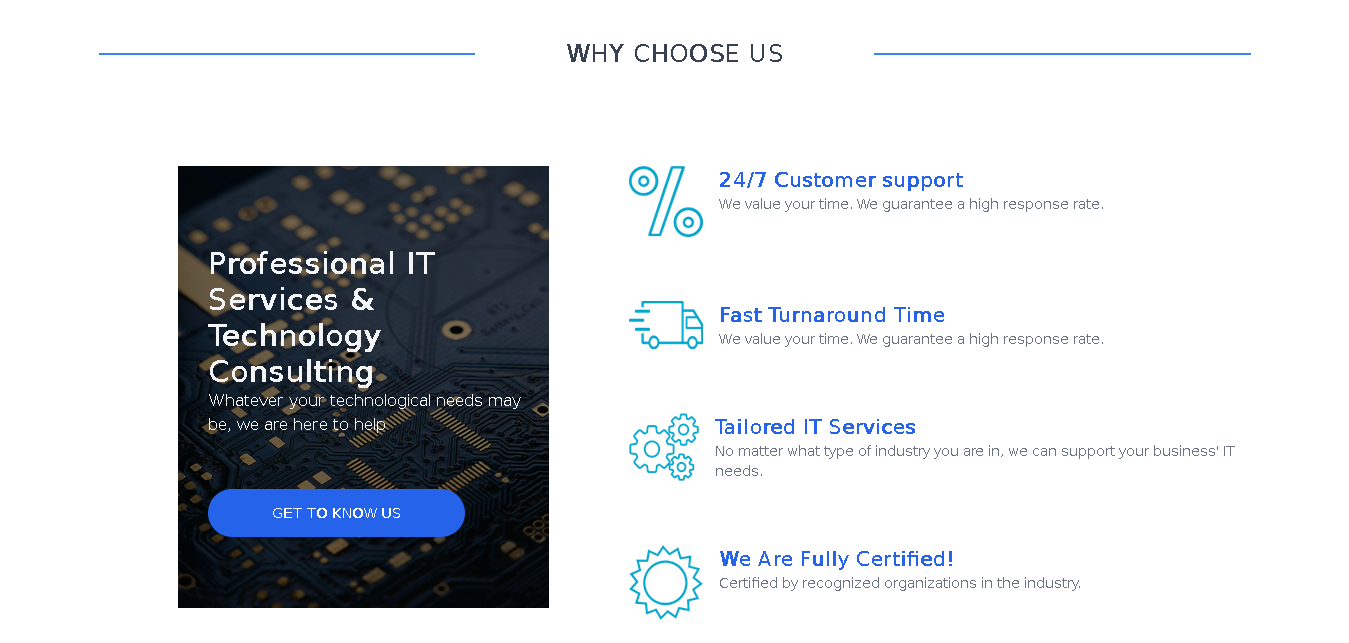 WHY CHOOSE US
Professional IT
Services &
Technology
Consulting
Whatever your technological needs may
be, we are here to help
GET TO KNOW US
24/7 Customer support
We value your time. We guarantee a high response rate.
Fast Turnaround Time
We value your time. We guarantee a high response rate.
Tailored IT Services
No matter what type of industry you are in, we can support your business' IT
needs.
We Are Fully Certified!
Certified by recognized organizations in the industry.